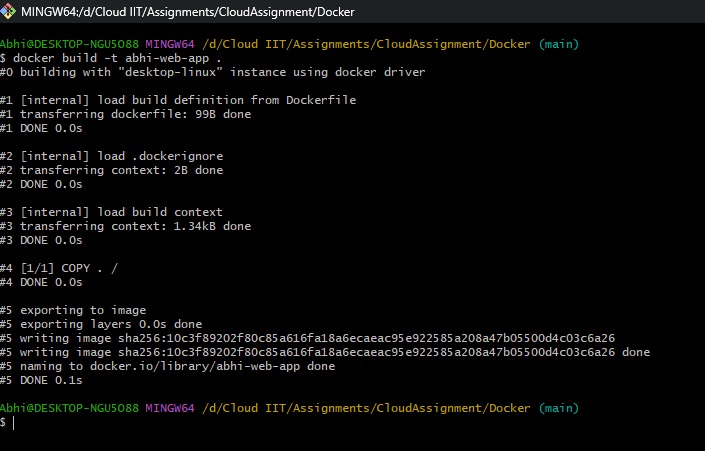 MINGW64:/d/Cloud IIT/Assignments/CloudAssignment/Docker
Abhi@DESKTOP-NGU5O88 MINGW64 /d/Cloud IIT/Assignments/CloudAssignment/Docker (main)
$ docker build -t abhi-web-app .
#0 building with "desktop-linux" instance using docker driver
#1 [internal] load build definition from Dockerfile
#1 transferring dockerfile: 99B done
#1 DONE 0.0s
#2 [internal] load .dockerignore
#2 transferring context: 2B done
#2 DONE 0.0s
#3 [internal] load build context
#3 transferring context: 1.34kB done
#3 DONE 0.0s
#4 [1/1] COPY . /
#4 DONE 0.0s
#5 exporting to image
#5 exporting layers 0.0s done
#5 writing image sha256:10c3f89202f80c85a616fa18a6ecaeac95e922585a208a47b05500d4c03c6a26
#5 writing image sha256:10c3f89202f80c85a616fa18a6ecaeac95e922585a208a47b05500d4c03c6a26 done
#5 naming to docker.io/library/abhi-web-app done
#5 DONE 0.1s
Abhi@DESKTOP-NGU5O88 MINGW64 /d/Cloud IIT/Assignments/CloudAssignment/Docker (main)
$